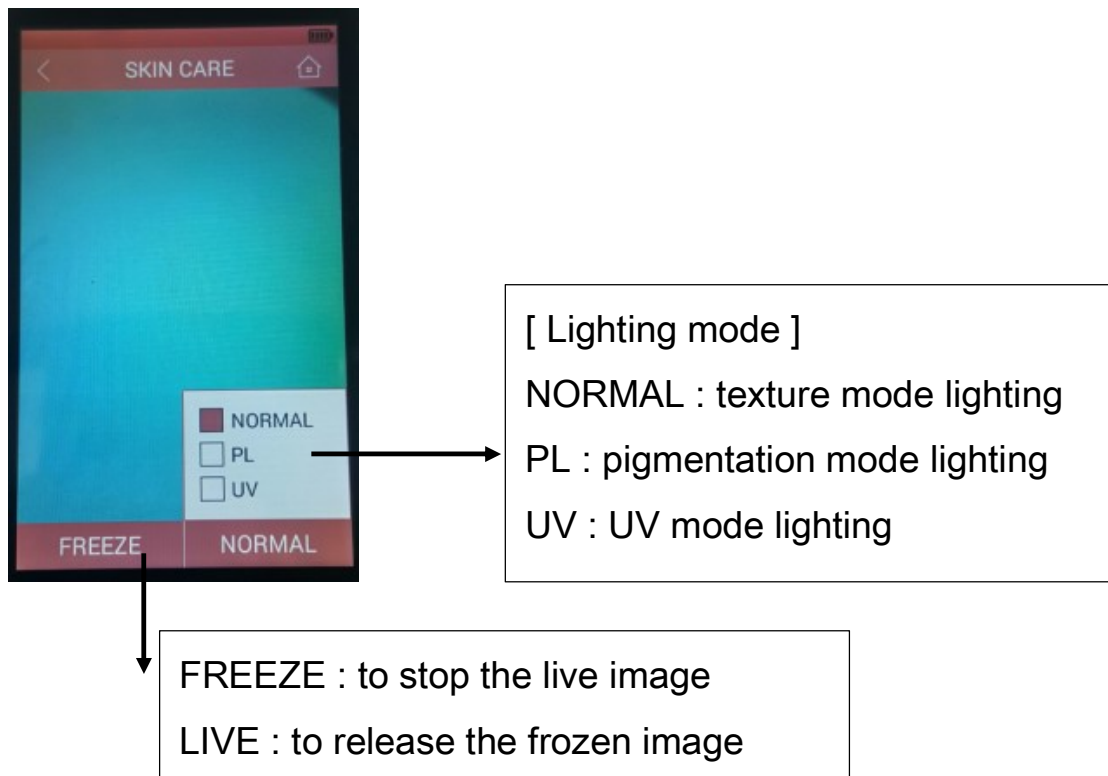 SKIN CARE
NORMAL
PL
UV
FREEZE
NORMAL
[ Lighting mode ]
NORMAL : texture mode lighting
PL : pigmentation mode lighting
UV : UV mode lighting
FREEZE : to stop the live image
LIVE : to release the frozen image